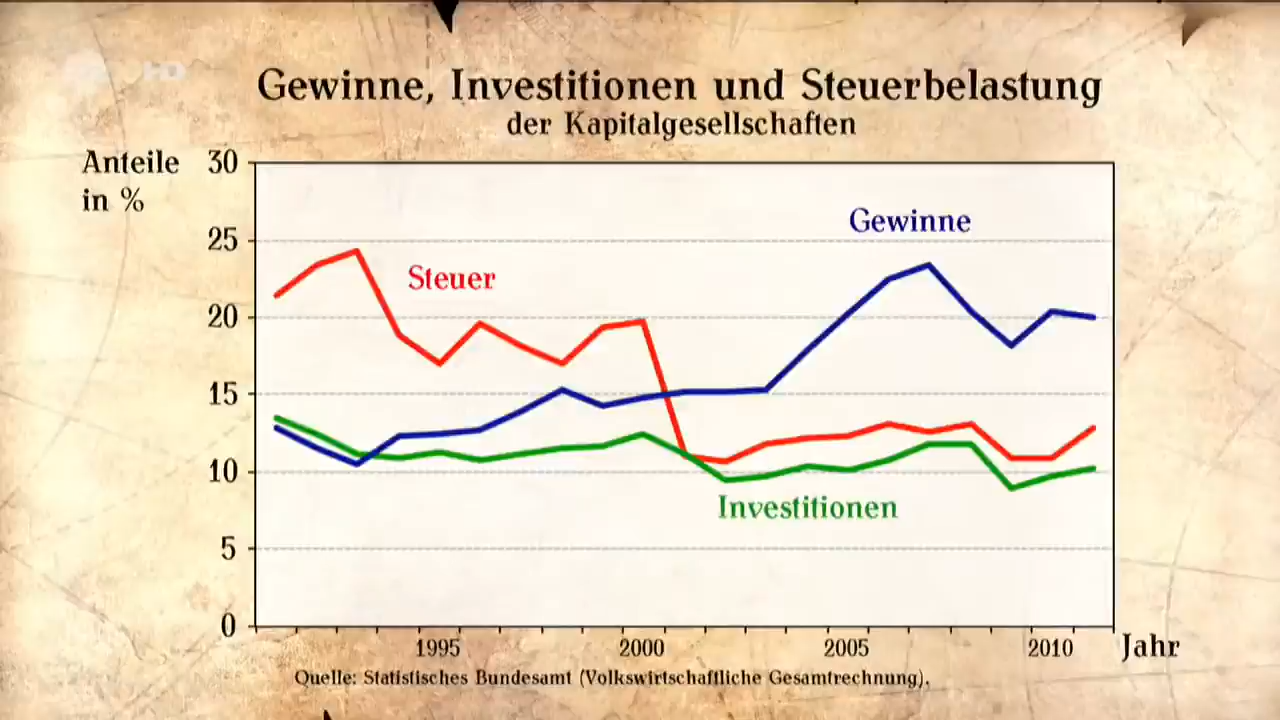 Gewinne, Investitionen und Steuerbelastung
der Kapitalgesellschaften
Anteile
in %
30
25
20
15
10
5
0
Gewinne
Steuer
Investitionen
1995
2000
2005
2010
Jahr
Quelle: Statistisches Bundesamt (Volkswirtschaftliche Gesamtrechnung).
HD